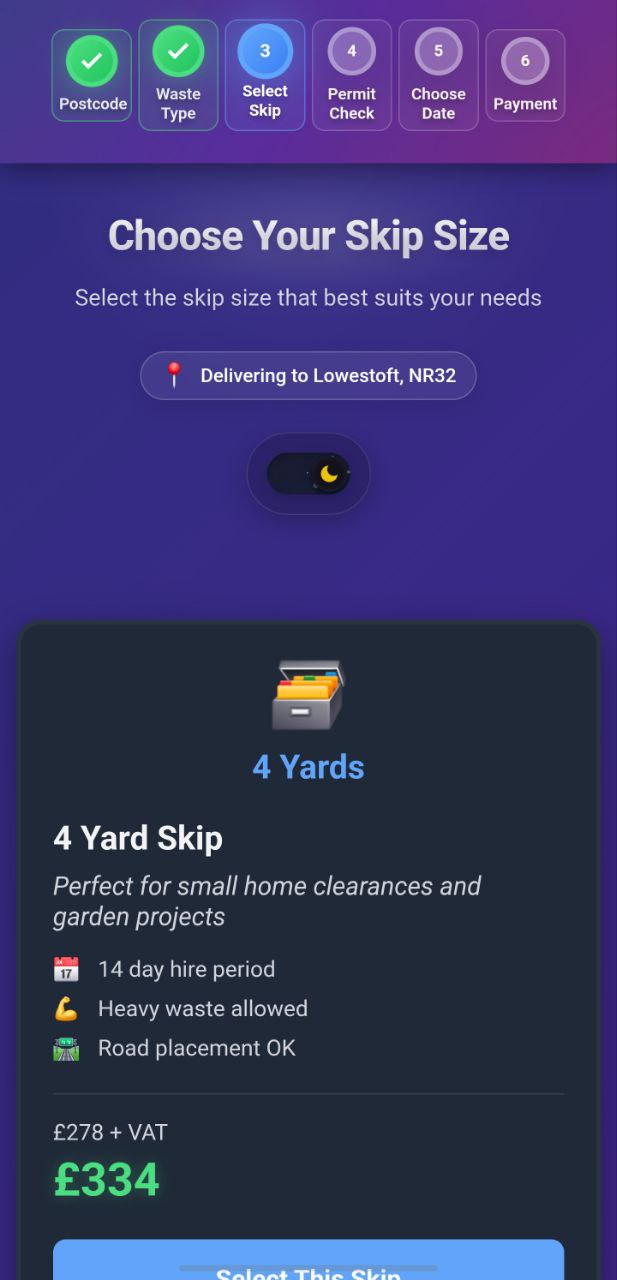 3
4
5
6
Postcode
Waste
Type
Select
Skip
Permit
Check
Choose
Date
Payment
Choose Your Skip Size
Select the skip size that best suits your needs
Delivering to Lowestoft, NR32
4 Yards
4 Yard Skip
Perfect for small home clearances and
garden projects
17
14 day hire period
Heavy waste allowed
Road placement OK
£278 + VAT
£334
Select This Skip